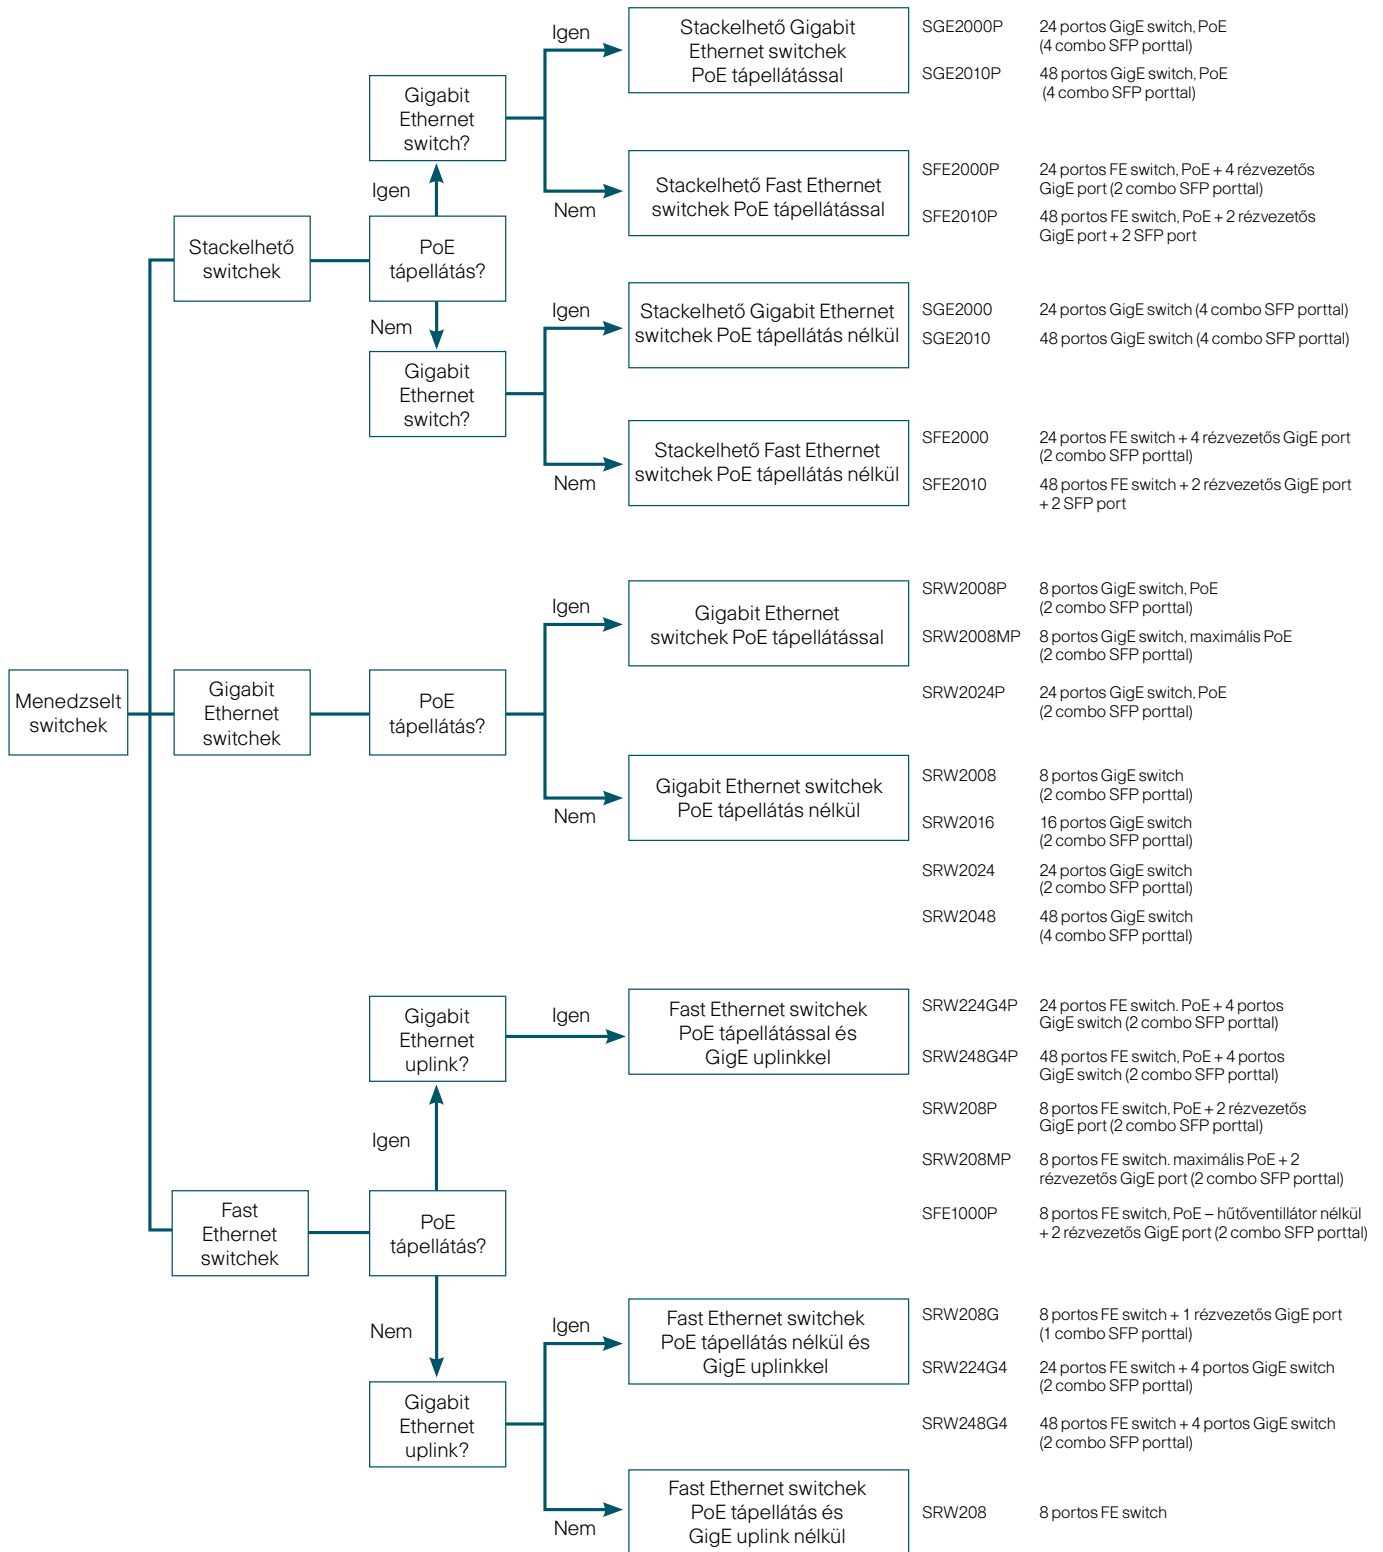 Menedzselt
switchek
Stackelhető
switchek
PoE
tápellátás?
Igen
Gigabit
Ethernet
switch?
Igen
Stackelhető Gigabit
Ethernet switchek
PoE tápellátással
SGE2000P 24 portos GigE switch, PoE
(4 combo SFP porttal)
SGE2010P 48 portos GigE switch, PoE
(4 combo SFP porttal)
Nem
Stackelhető Fast Ethernet
switchek PoE tápellátással
SFE2000P 24 portos FE switch, PoE + 4 rézvezetős
GigE port (2 combo SFP porttal)
SFE2010P 48 portos FE switch, PoE + 2 rézvezetős
GigE port + 2 SFP port
Nem
Gigabit
Ethernet
switch?
Igen
Stackelhető Gigabit Ethernet
switchek PoE tápellátás nélkül
SGE2000 24 portos GigE switch (4 combo SFP porttal)
SGE2010 48 portos GigE switch (4 combo SFP porttal)
Nem
Stackelhető Fast Ethernet
switchek PoE tápellátás nélkül
SFE2000 24 portos FE switch + 4 rézvezetős GigE port
(2 combo SFP porttal)
SFE2010 48 portos FE switch + 2 rézvezetős GigE port
+ 2 SFP port
Gigabit
Ethernet
switchek
PoE
tápellátás?
Igen
Gigabit Ethernet
switchek PoE tápellátással
SRW2008P 8 portos GigE switch, PoE
(2 combo SFP porttal)
SRW2008MP 8 portos GigE switch, maximális PoE
(2 combo SFP porttal)
SRW2024P 24 portos GigE switch, PoE
(2 combo SFP porttal)
Nem
Gigabit Ethernet switchek
PoE tápellátás nélkül
SRW2008 8 portos GigE switch
(2 combo SFP porttal)
SRW2016 16 portos GigE switch
(2 combo SFP porttal)
SRW2024 24 portos GigE switch
(2 combo SFP porttal)
SRW2048 48 portos GigE switch
(4 combo SFP porttal)
Fast
Ethernet
switchek
PoE
tápellátás?
Igen
Gigabit
Ethernet
uplink?
Igen
Fast Ethernet switchek
PoE tápellátással és
GigE uplinkkel
SRW224G4P 24 portos FE switch. PoE + 4 portos
GigE switch (2 combo SFP porttal)
SRW248G4P 48 portos FE switch, PoE + 4 portos
GigE switch (2 combo SFP porttal)
SRW208P 8 portos FE switch, PoE + 2 rézvezetős
GigE port (2 combo SFP porttal)
SRW208MP 8 portos FE switch. maximális PoE + 2
rézvezetős GigE port (2 combo SFP porttal)
SFE1000P 8 portos FE switch, PoE – hűtőventillátor nélkül
+ 2 rézvezetős GigE port (2 combo SFP porttal)
Nem
Gigabit
Ethernet
uplink?
Igen
Fast Ethernet switchek
PoE tápellátás nélkül és
GigE uplinkkel
SRW208G 8 portos FE switch + 1 rézvezetős GigE port
(1 combo SFP porttal)
SRW224G4 24 portos FE switch + 4 portos GigE switch
(2 combo SFP porttal)
SRW248G4 48 portos FE switch + 4 portos GigE switch
(2 combo SFP porttal)
Nem
Fast Ethernet switchek
PoE tápellátás és
GigE uplink nélkül
SRW208 8 portos FE switch